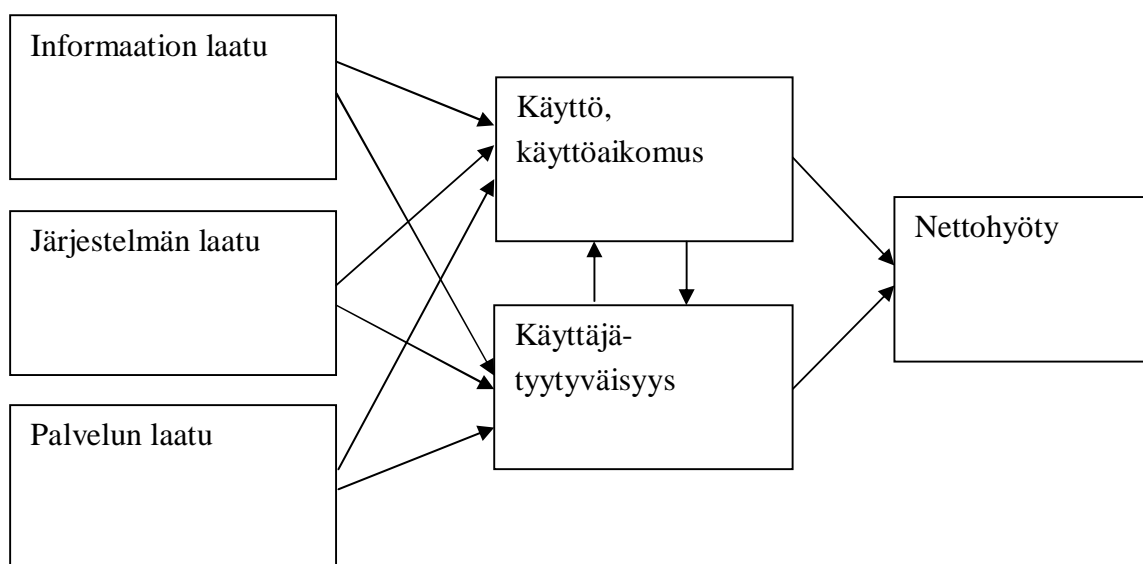 Informaation laatu
Järjestelmän laatu
Palvelun laatu
Käyttö,
käyttöaikomus
Käyttäjä-
tyytyväisyys
Nettohyöty